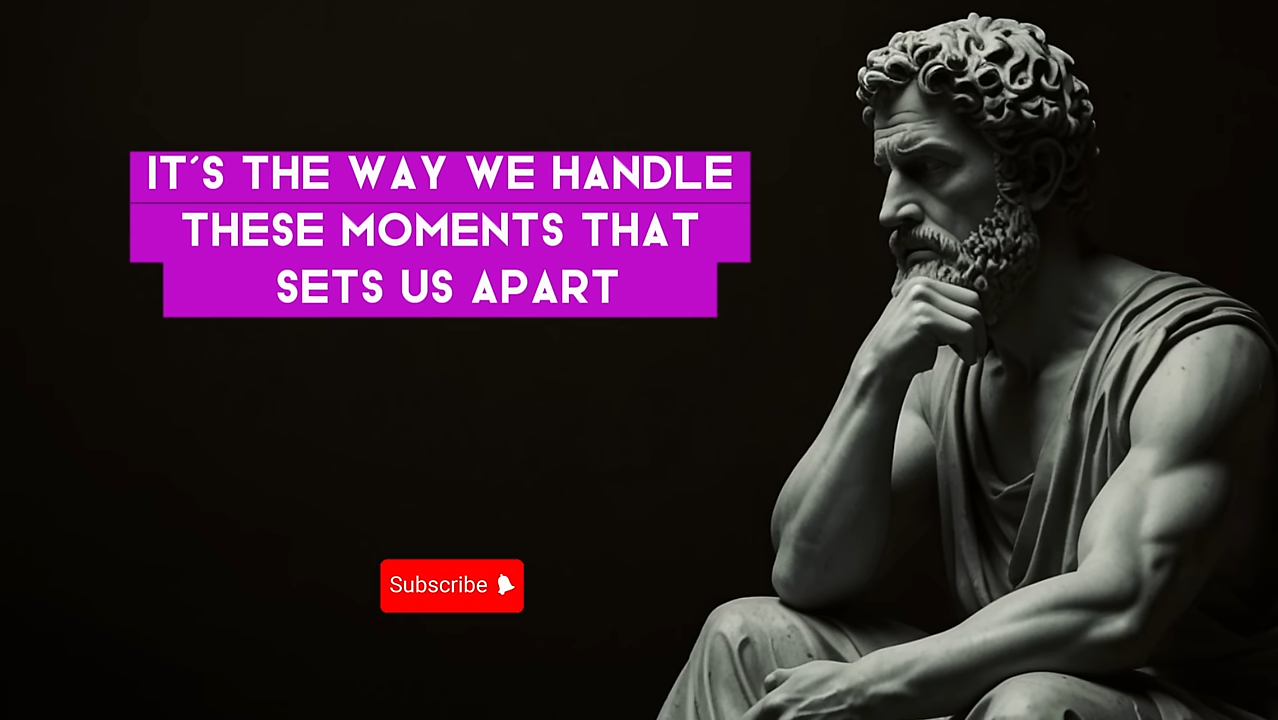 IT´S THE WAY WE HANDLE
THESE MOMENTS THAT
SETS US APART
Subscribe